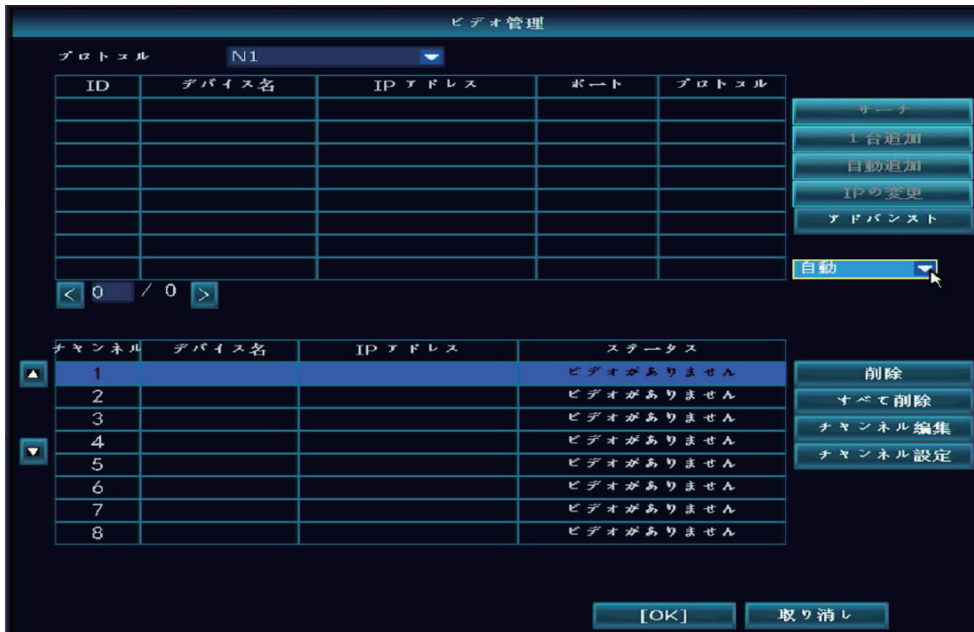 ビデオ管理
プロトコル N1
ID デバイス名 IPアドレス ポート プロトコル
サーチ
1台追加
自動追加
IPの変更
アドバンスト
自動
< 0 / 0 >
チャンネル デバイス名 IPアドレス ステータス
1 ビデオがありません 削除
2 ビデオがありません すべて削除
3 ビデオがありません チャンネル編集
4 ビデオがありません チャンネル設定
5 ビデオがありません
6 ビデオがありません
7 ビデオがありません
8 ビデオがありません
[OK] 取り消し